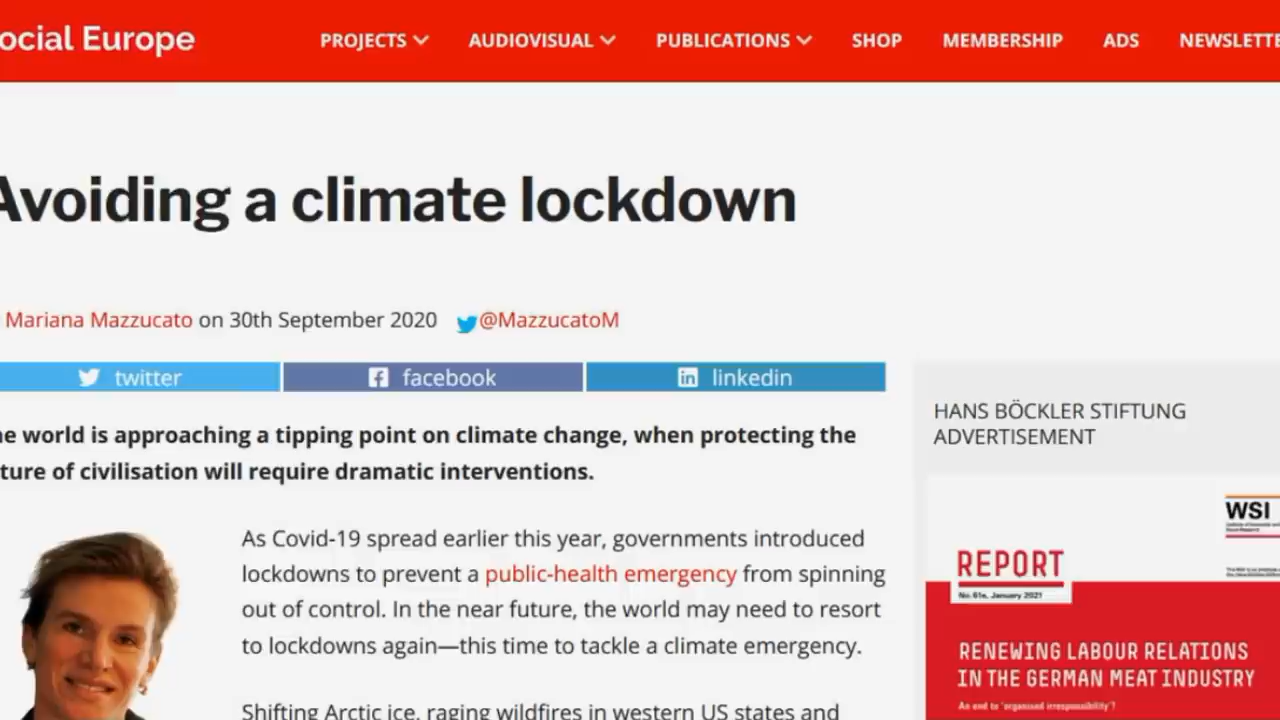 ocial Europe
PROJECTS AUDIOVISUAL PUBLICATIONS SHOP MEMBERSHIP ADS NEWSLETTE
Avoiding a climate lockdown
Mariana Mazzucato on 30th September 2020 @MazzucatoM
twitter facebook linkedin
e world is approaching a tipping point on climate change, when protecting the
ture of civilisation will require dramatic interventions.
As Covid-19 spread earlier this year, governments introduced
lockdowns to prevent a public-health emergency from spinning
out of control. In the near future, the world may need to resort
to lockdowns again—this time to tackle a climate emergency.
Shifting Arctic ice, raging wildfires in western US states and
HANS BÖCKLER STIFTUNG
ADVERTISEMENT
WSI
REPORT
No. 61e, January 2021
RENEWING LABOUR RELATIONS
IN THE GERMAN MEAT INDUSTRY
An end to 'organised irresponsibility'?